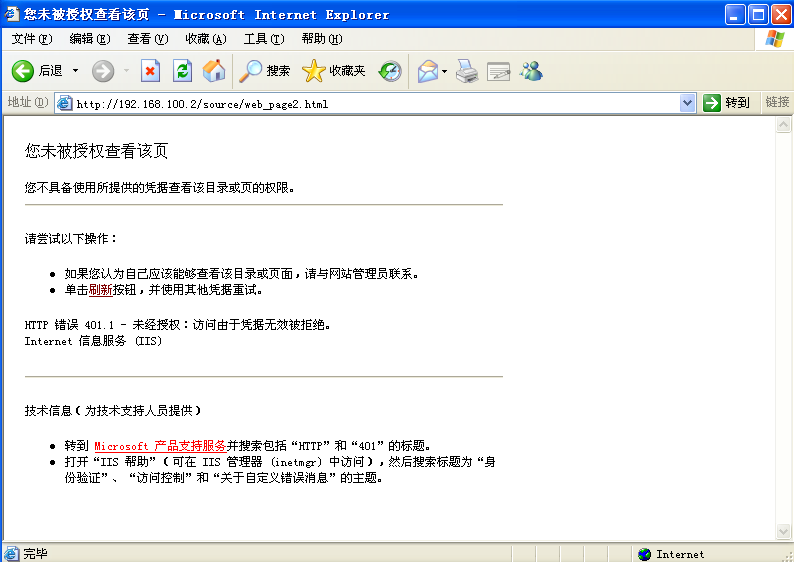 您未被授权查看该页 - Microsoft Internet Explorer
文件(F) 编辑(E) 查看(V) 收藏(A) 工具(T) 帮助(H)
后退 搜索 收藏夹
地址(D) http://192.168.100.2/source/web_page2.html 转到 链接
您未被授权查看该页
您不具备使用所提供的凭据查看该目录或页的权限。
请尝试以下操作：
如果您认为自己应该能够查看该目录或页面，请与网站管理员联系。
单击刷新按钮，并使用其他凭据重试。
HTTP 错误 401.1 - 未经授权：访问由于凭据无效被拒绝。
Internet 信息服务 (IIS)
技术信息（为技术支持人员提供）
转到 Microsoft 产品支持服务并搜索包括“HTTP”和“401”的标题。
打开“IIS 帮助”（可在 IIS 管理器 (inetmgr) 中访问），然后搜索标题为“身
份验证”、“访问控制”和“关于自定义错误消息”的主题。
完毕 Internet